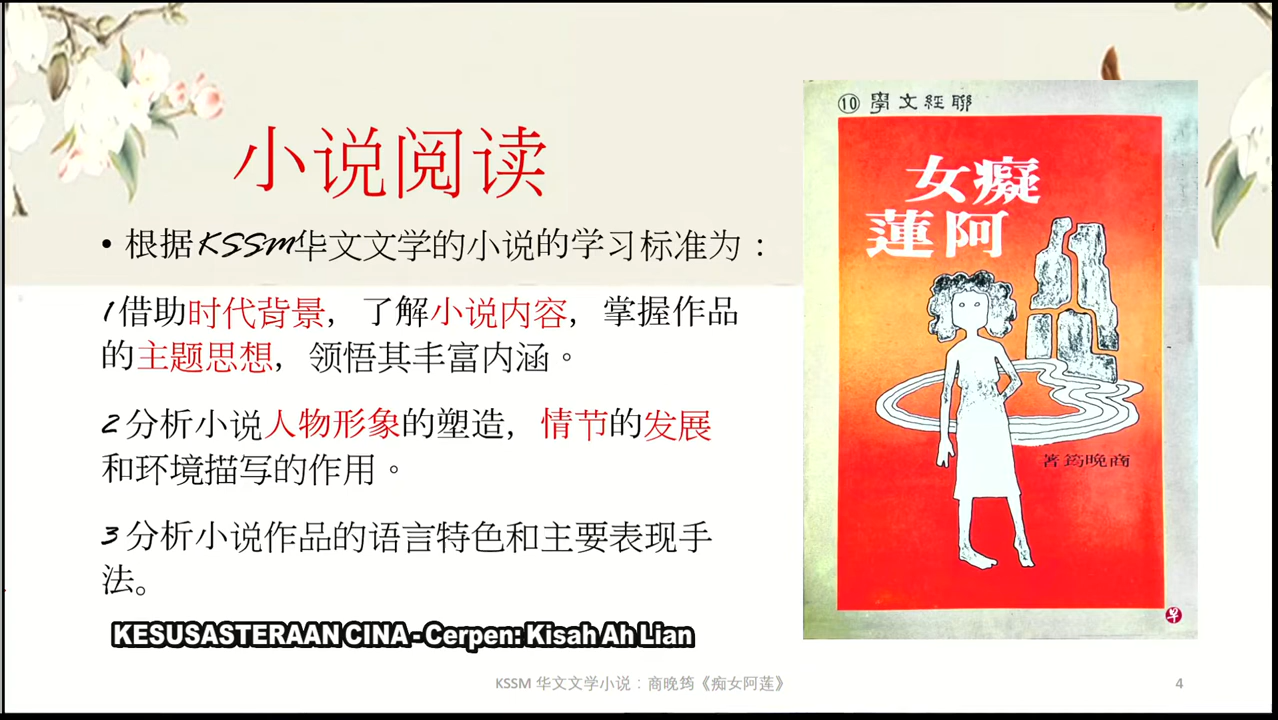 小说阅读
• 根据KSSM华文文学的小说的学习标准为：
1借助时代背景，了解小说内容，掌握作品
的主题思想，领悟其丰富内涵。
2分析小说人物形象的塑造，情节的发展
和环境描写的作用。
3分析小说作品的语言特色和主要表现手
法。
KESUSASTERAAN CINA - Cerpen: Kisah Ah Lian
⑩ 學文經聯
女癡
蓮阿
著筠晚商
早
KSSM 华文文学小说：商晚筠《痴女阿莲》
4